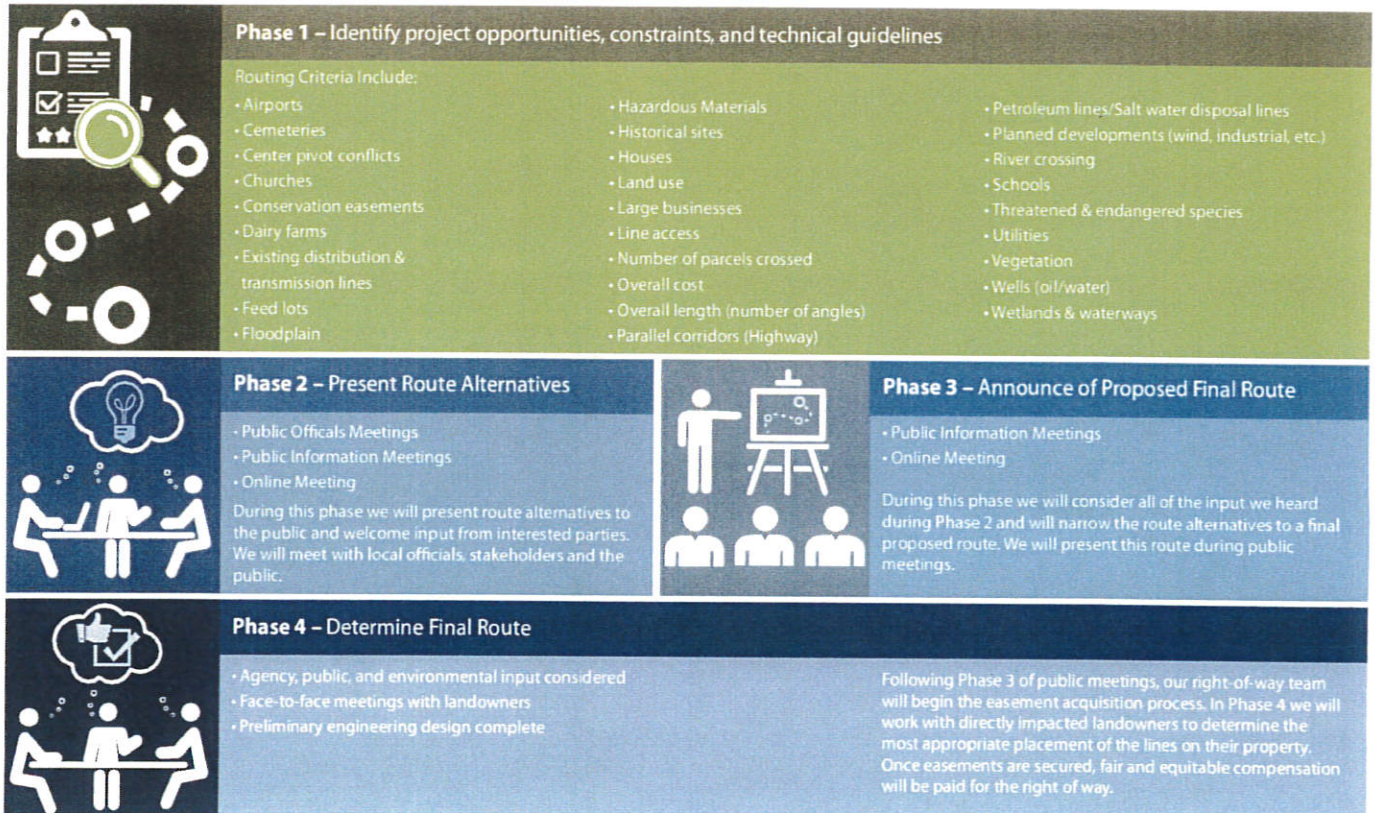 Phase 1 – Identify project opportunities, constraints, and technical guidelines
Routing Criteria Include:
• Airports
• Cemeteries
• Center pivot conflicts
• Churches
• Conservation easements
• Dairy farms
• Existing distribution &
transmission lines
• Feed lots
• Floodplain
• Hazardous Materials
• Historical sites
• Houses
• Land use
• Large businesses
• Line access
• Number of parcels crossed
• Overall cost
• Overall length (number of angles)
• Parallel corridors (Highway)
• Petroleum lines/Salt water disposal lines
• Planned developments (wind, industrial, etc.)
• River crossing
• Schools
• Threatened & endangered species
• Utilities
• Vegetation
• Wells (oil/water)
• Wetlands & waterways
Phase 2 – Present Route Alternatives
• Public Officals Meetings
• Public Information Meetings
• Online Meeting
During this phase we will present route alternatives to
the public and welcome input from interested parties.
We will meet with local officials, stakeholders and the
public.
Phase 3 – Announce of Proposed Final Route
• Public Information Meetings
• Online Meeting
During this phase we will consider all of the input we heard
during Phase 2 and will narrow the route alternatives to a final
proposed route. We will present this route during public
meetings.
Phase 4 – Determine Final Route
• Agency, public, and environmental input considered
• Face-to-face meetings with landowners
• Preliminary engineering design complete
Following Phase 3 of public meetings, our right-of-way team
will begin the easement acquisition process. In Phase 4 we will
work with directly impacted landowners to determine the
most appropriate placement of the lines on their property.
Once easements are secured, fair and equitable compensation
will be paid for the right of way.